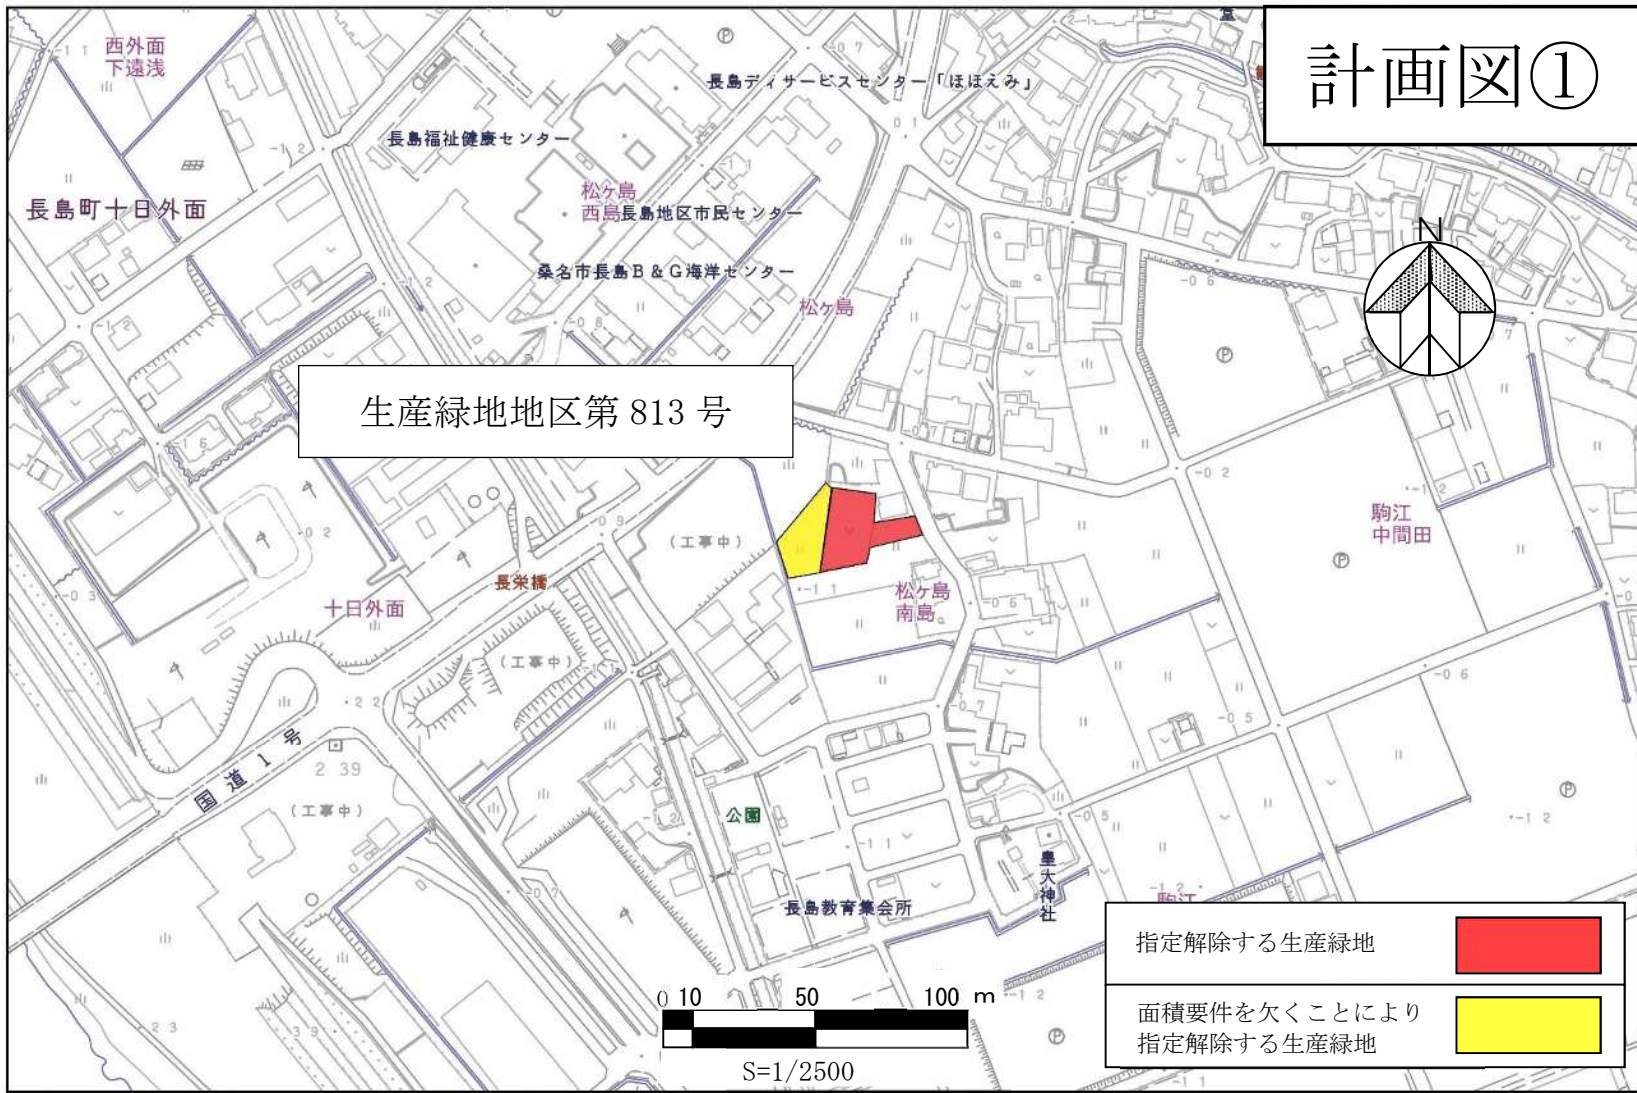 計画図①
西外面
下遠浅
長島デイサービスセンター「ほほえみ」
長島福祉健康センター
長島町十日外面
松ケ島
西島
長島地区市民センター
桑名市長島B&G海洋センター
松ケ島
N
生産緑地地区第 813 号
(工事中)
駒江
中間田
長栄橋
十日外面
松ケ島
南島
(工事中)
国道1号
2 39
(工事中)
公園
皇大神社
駒江
長島教育集会所
指定解除する生産緑地
面積要件を欠くことにより
指定解除する生産緑地
0 10 50 100 m
S=1/2500